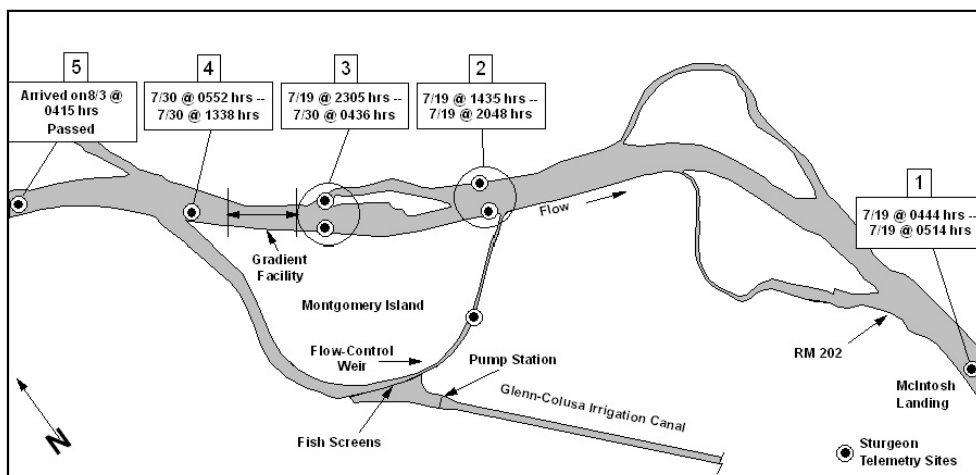 5
Arrived on8/3 @
0415 hrs
Passed
4
7/30 @ 0552 hrs --
7/30 @ 1338 hrs
3
7/19 @ 2305 hrs --
7/30 @ 0436 hrs
2
7/19 @ 1435 hrs --
7/19 @ 2048 hrs
1
7/19 @ 0444 hrs --
7/19 @ 0514 hrs
Flow
Gradient
Facility
Montgomery Island
Flow-Control
Weir
Pump Station
Glenn-Colusa Irrigation Canal
Fish Screens
RM 202
McIntosh
Landing
N
Sturgeon
Telemetry Sites